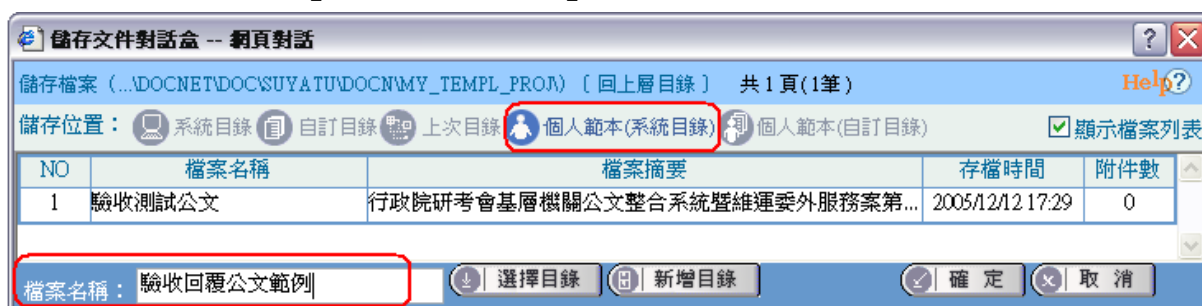 儲存文件對話盒 -- 網頁對話
儲存檔案（...\DOCNET\DOC\SUYATU\DOCN\MY_TEMPL_PROJ\）〔 回上層目錄 〕 共 1 頁(1筆 ) Help?
儲存位置： 系統目錄 自訂目錄 上次目錄 個人範本(系統目錄) 個人範本(自訂目錄) 顯示檔案列表
NO 檔案名稱 檔案摘要 存檔時間 附件數
1 驗收測試公文 行政院研考會基層機關公文整合系統暨維運委外服務案第... 2005/12/12 17:29 0
檔案名稱： 驗收回覆公文範例 選擇目錄 新增目錄 確 定 取 消